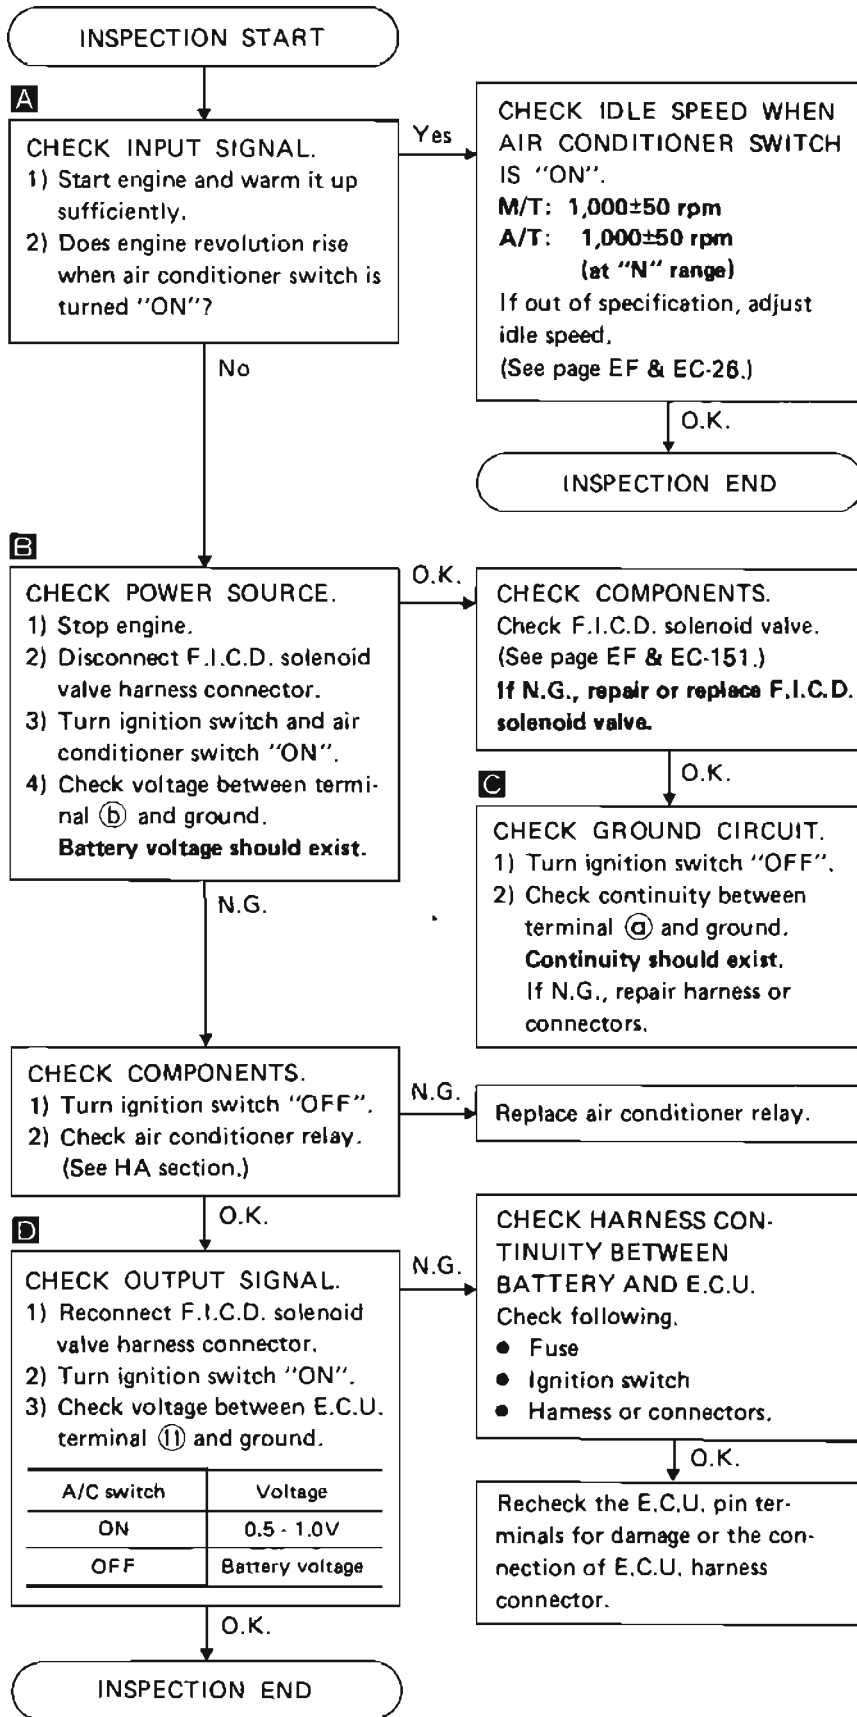 INSPECTION START
A
CHECK INPUT SIGNAL.
1) Start engine and warm it up
sufficiently.
2) Does engine revolution rise
when air conditioner switch is
turned "ON"?
Yes
CHECK IDLE SPEED WHEN
AIR CONDITIONER SWITCH
IS "ON".
M/T: 1,000±50 rpm
A/T: 1,000±50 rpm
(at "N" range)
If out of specification, adjust
idle speed.
(See page EF & EC-26.)
O.K.
INSPECTION END
No
B
CHECK POWER SOURCE.
1) Stop engine.
2) Disconnect F.I.C.D. solenoid
valve harness connector.
3) Turn ignition switch and air
conditioner switch "ON".
4) Check voltage between termi-
nal ⓑ and ground.
Battery voltage should exist.
O.K.
CHECK COMPONENTS.
Check F.I.C.D. solenoid valve.
(See page EF & EC-151.)
If N.G., repair or replace F.I.C.D.
solenoid valve.
O.K.
C
CHECK GROUND CIRCUIT.
1) Turn ignition switch "OFF".
2) Check continuity between
terminal ⓐ and ground.
Continuity should exist.
If N.G., repair harness or
connectors.
N.G.
CHECK COMPONENTS.
1) Turn ignition switch "OFF".
2) Check air conditioner relay.
(See HA section.)
N.G.
Replace air conditioner relay.
O.K.
D
CHECK OUTPUT SIGNAL.
1) Reconnect F.I.C.D. solenoid
valve harness connector.
2) Turn ignition switch "ON".
3) Check voltage between E.C.U.
terminal ⑪ and ground.
A/C switch Voltage
ON 0.5 - 1.0V
OFF Battery voltage
N.G.
CHECK HARNESS CON-
TINUITY BETWEEN
BATTERY AND E.C.U.
Check following.
● Fuse
● Ignition switch
● Harness or connectors.
O.K.
Recheck the E.C.U. pin ter-
minals for damage or the con-
nection of E.C.U. harness
connector.
O.K.
INSPECTION END